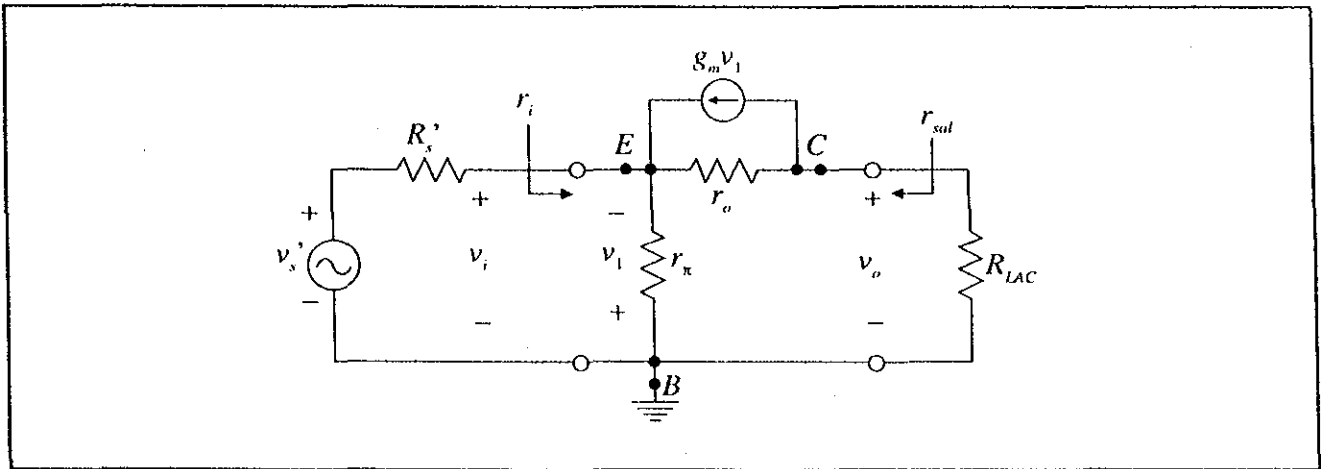 g_m v_1
r_i
R_s'
E
C
r_sal
r_o
+
+
−
+
+
v_s'
v_i
v_1
r_π
v_o
R_LAC
−
−
+
−
B